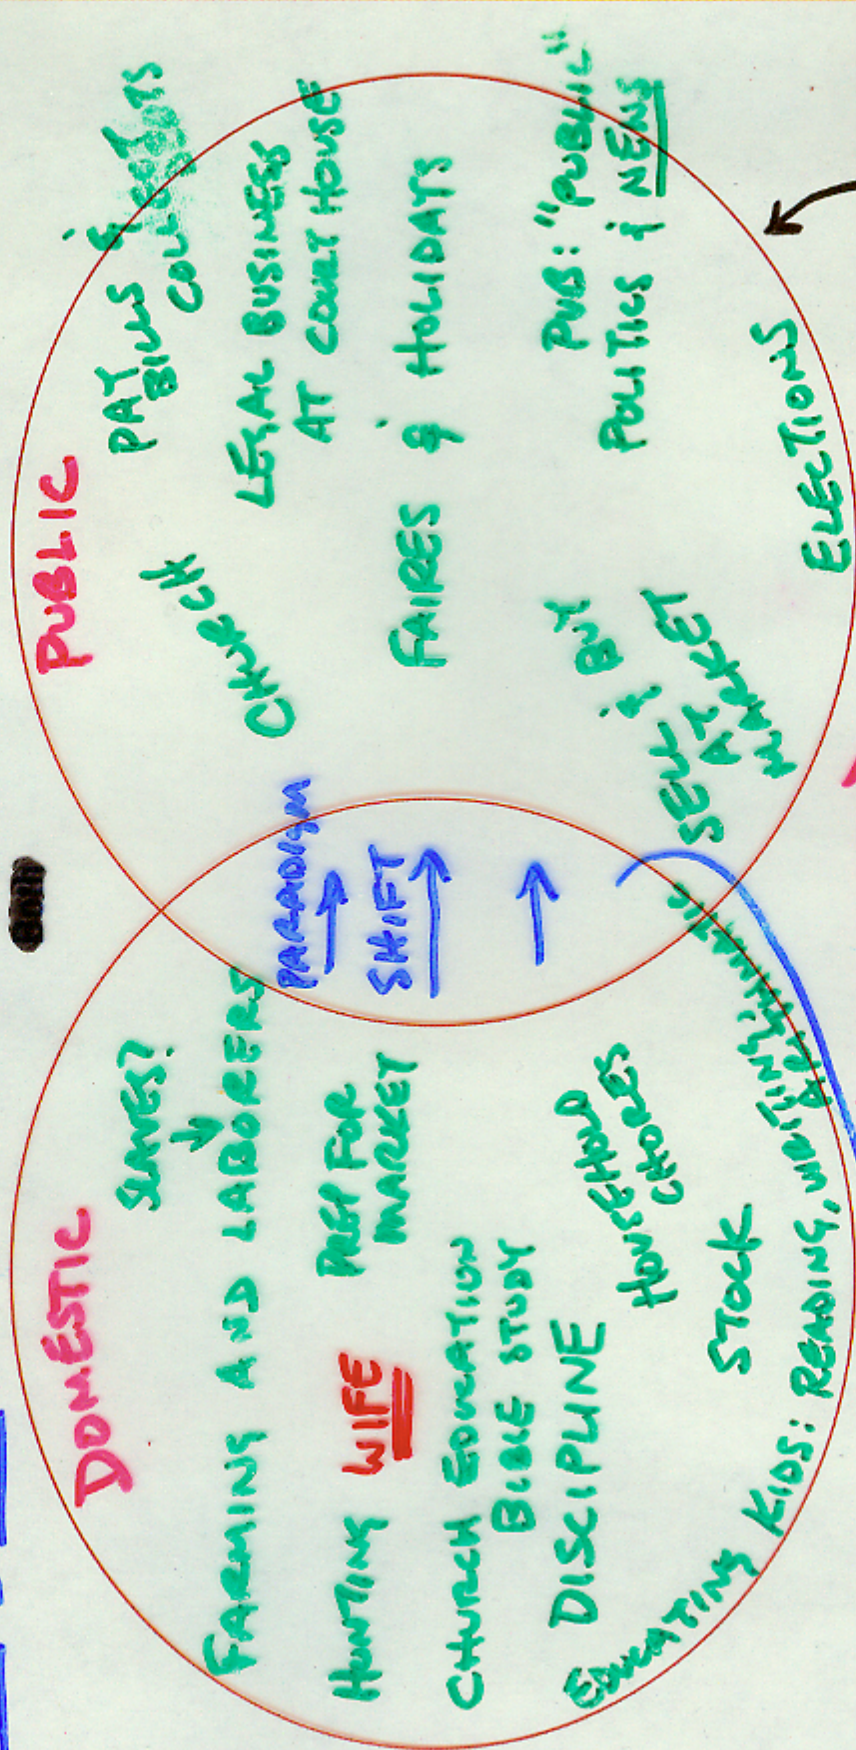 DOMESTIC
SLAVES?
FARMING AND LABORERS
HUNTING WIFE PREP FOR
MARKET
CHURCH EDUCATION
BIBLE STUDY
DISCIPLINE
HOUSEHOLD
CHORES
STOCK
EDUCATING KIDS: READING, WRITING,
PARADIGM
SHIFT
PUBLIC
PAY
BILLS &
CHURCH
LEGAL BUSINESS
AT COURT HOUSE
FAIRES & HOLIDAYS
PUB: "PUBLIC"
POLITICS & NEWS
SELL & BUY
AT
MARKET
ELECTIONS